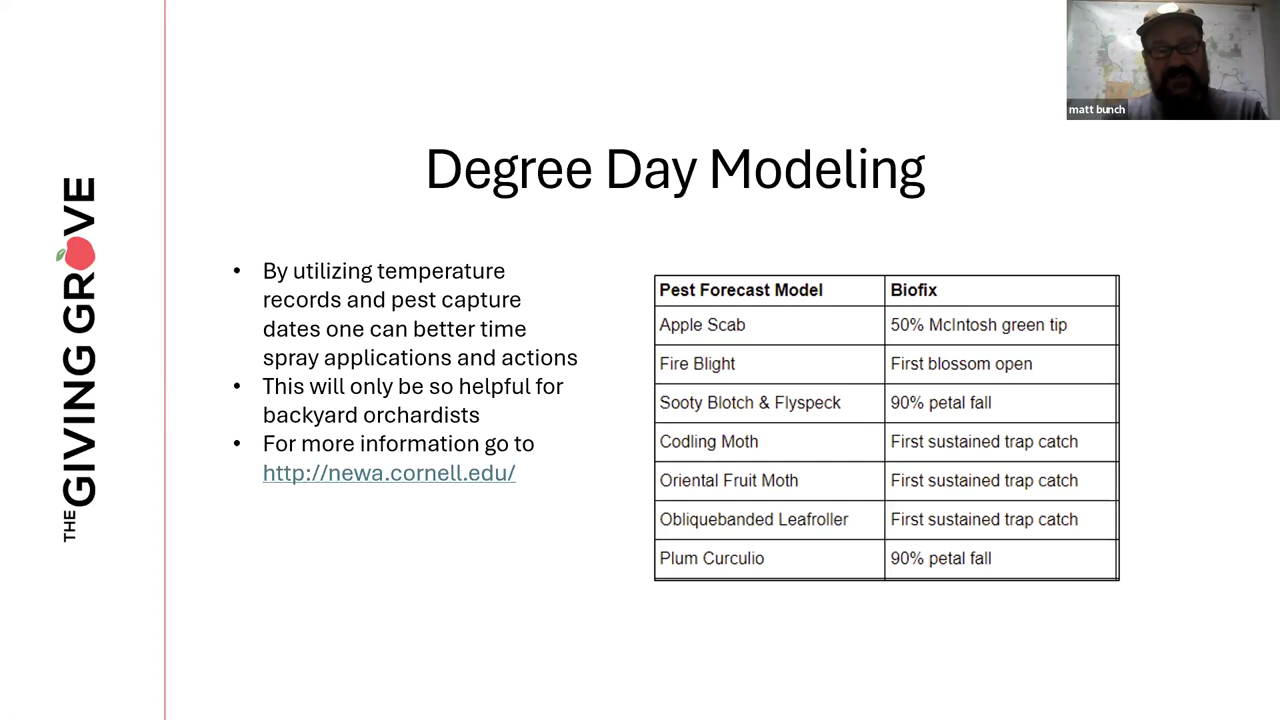 matt bunch
THE GIVING GROVE
Degree Day Modeling
• By utilizing temperature
records and pest capture
dates one can better time
spray applications and actions
• This will only be so helpful for
backyard orchardists
• For more information go to
http://newa.cornell.edu/
Pest Forecast Model Biofix
Apple Scab 50% McIntosh green tip
Fire Blight First blossom open
Sooty Blotch & Flyspeck 90% petal fall
Codling Moth First sustained trap catch
Oriental Fruit Moth First sustained trap catch
Obliquebanded Leafroller First sustained trap catch
Plum Curculio 90% petal fall